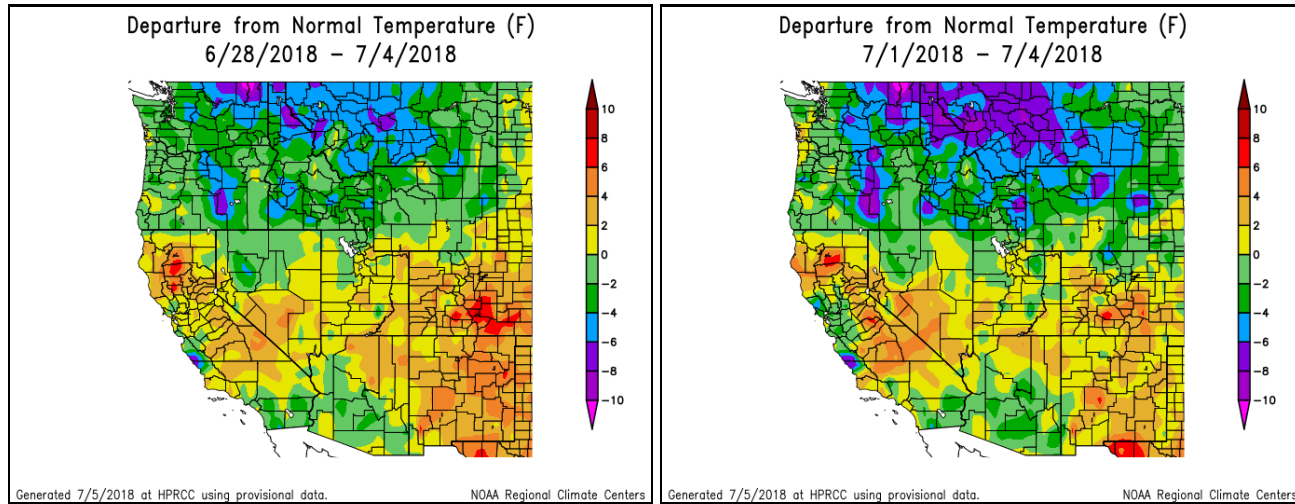 Departure from Normal Temperature (F)
6/28/2018 – 7/4/2018
10
8
6
4
2
0
−2
−4
−6
−8
−10
Generated 7/5/2018 at HPRCC using provisional data.
NOAA Regional Climate Centers
Departure from Normal Temperature (F)
7/1/2018 – 7/4/2018
10
8
6
4
2
0
−2
−4
−6
−8
−10
Generated 7/5/2018 at HPRCC using provisional data.
NOAA Regional Climate Centers